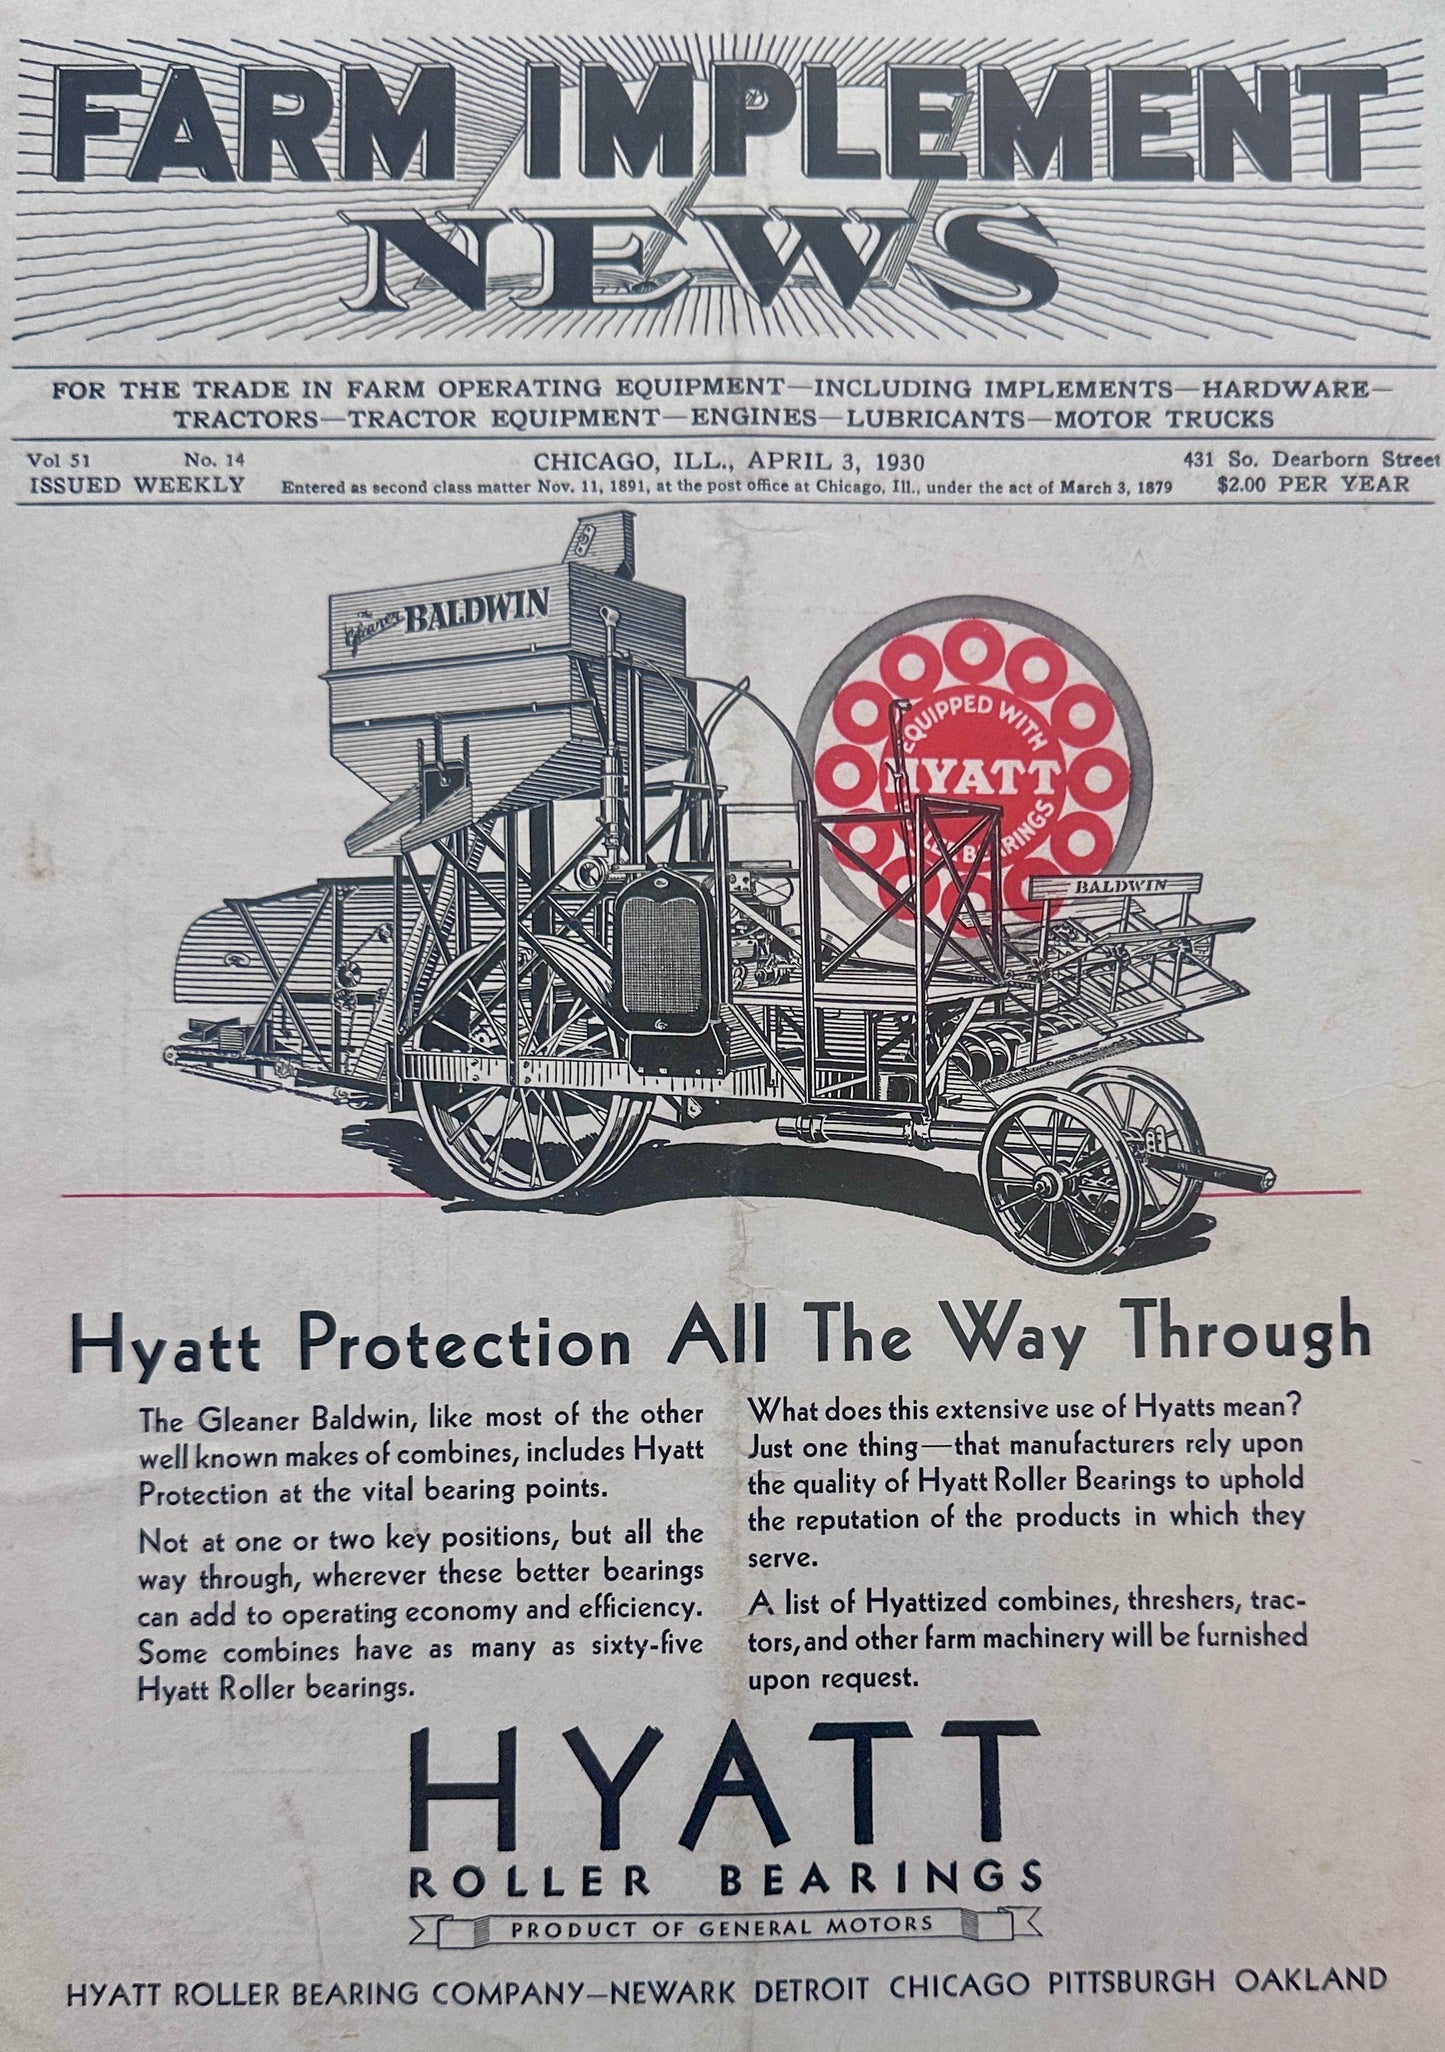 FARM IMPLEMENT
NEWS
FOR THE TRADE IN FARM OPERATING EQUIPMENT—INCLUDING IMPLEMENTS—HARDWARE—
TRACTORS—TRACTOR EQUIPMENT—ENGINES—LUBRICANTS—MOTOR TRUCKS
Vol 51 No. 14 CHICAGO, ILL., APRIL 3, 1930 431 So. Dearborn Street
ISSUED WEEKLY Entered as second class matter Nov. 11, 1891, at the post office at Chicago, Ill., under the act of March 3, 1879 $2.00 PER YEAR
The Gleaner BALDWIN
EQUIPPED WITH
HYATT
BEARINGS
BALDWIN
Hyatt Protection All The Way Through
The Gleaner Baldwin, like most of the other
well known makes of combines, includes Hyatt
Protection at the vital bearing points.
Not at one or two key positions, but all the
way through, wherever these better bearings
can add to operating economy and efficiency.
Some combines have as many as sixty-five
Hyatt Roller bearings.
What does this extensive use of Hyatts mean?
Just one thing—that manufacturers rely upon
the quality of Hyatt Roller Bearings to uphold
the reputation of the products in which they
serve.
A list of Hyattized combines, threshers, trac-
tors, and other farm machinery will be furnished
upon request.
HYATT
ROLLER BEARINGS
PRODUCT OF GENERAL MOTORS
HYATT ROLLER BEARING COMPANY—NEWARK DETROIT CHICAGO PITTSBURGH OAKLAND